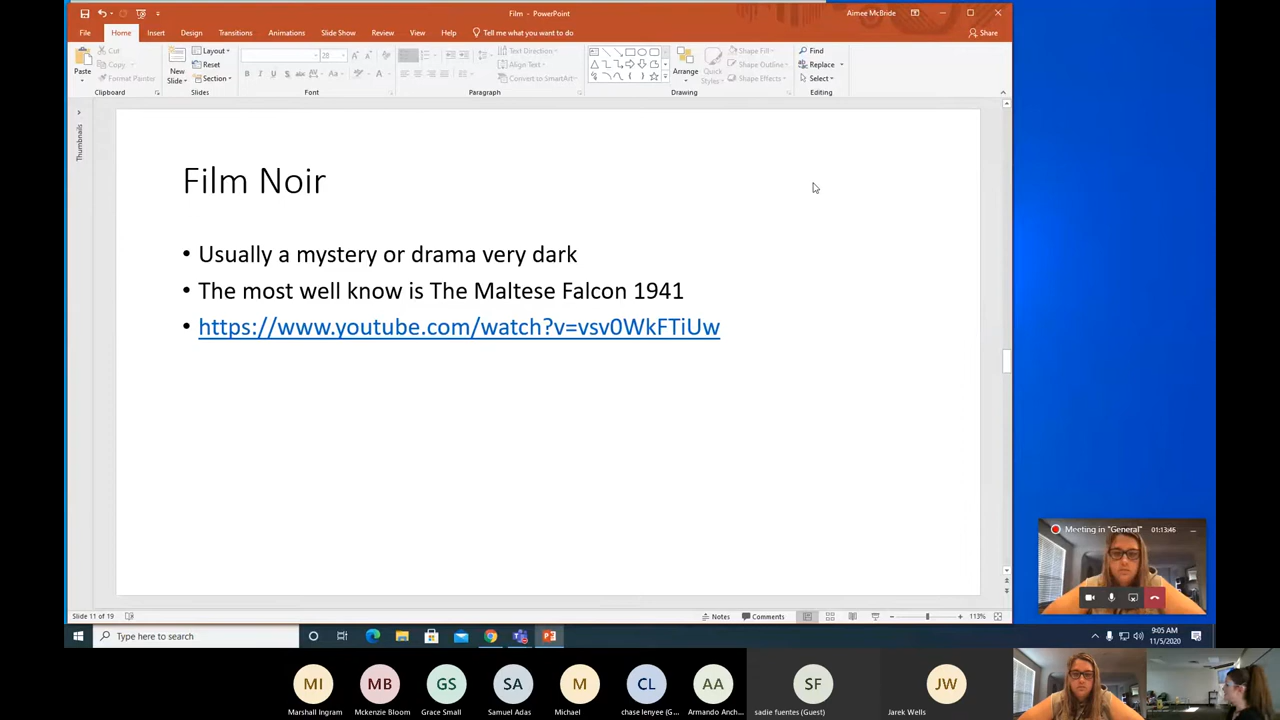 Film - PowerPoint
Aimee McBride
File Home Insert Design Transitions Animations Slide Show Review View Help Tell me what you want to do
Share
Paste
Cut
Copy
Format Painter
Clipboard
New
Slide
Layout
Reset
Section
Slides
28
Font
Text Direction
Align Text
Convert to SmartArt
Paragraph
Arrange
Quick
Styles
Shape Fill
Shape Outline
Shape Effects
Drawing
Find
Replace
Select
Editing
Thumbnails
Film Noir
• Usually a mystery or drama very dark
• The most well know is The Maltese Falcon 1941
• https://www.youtube.com/watch?v=vsv0WkFTiUw
Meeting in "General" 01:13:46
Slide 11 of 19
Notes Comments
113%
Type here to search
9:05 AM
11/5/2020
MI MB GS SA M CL AA SF JW
Marshall Ingram Mckenzie Bloom Grace Small Samuel Adas Michael chase lenyee (G... Armando Anch... sadie fuentes (Guest) Jarek Wells